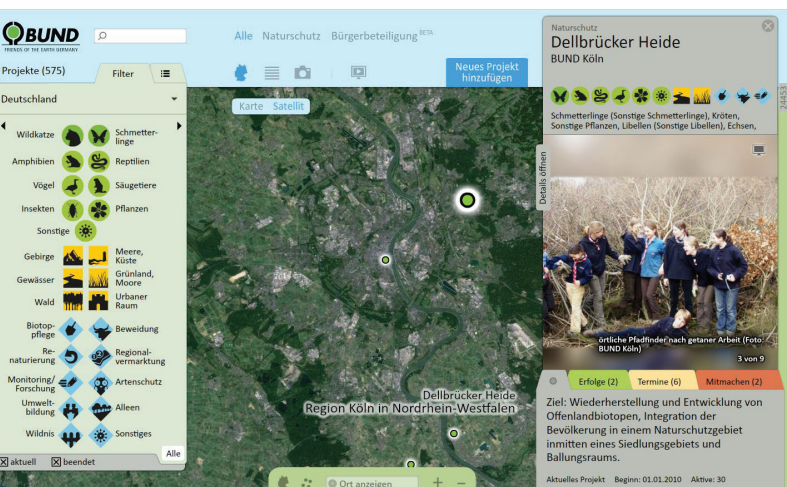 BUND
FRIENDS OF THE EARTH GERMANY
Projekte (575)
Filter
Deutschland
Wildkatze
Schmetter-
linge
Amphibien
Reptilien
Vögel
Säugetiere
Insekten
Pflanzen
Sonstige
Gebirge
Meere,
Küste
Gewässer
Grünland,
Moore
Wald
Urbaner
Raum
Biotop-
pflege
Beweidung
Re-
naturierung
Regional-
vermarktung
Monitoring/
Forschung
Artenschutz
Umwelt-
bildung
Alleen
Wildnis
Sonstiges
Alle
aktuell
beendet
Alle Naturschutz Bürgerbeteiligung BETA
Neues Projekt
hinzufügen
Karte Satellit
Dellbrücker Heide
Region Köln in Nordrhein-Westfalen
Ort anzeigen
+ −
Naturschutz
Dellbrücker Heide
BUND Köln
Schmetterlinge (Sonstige Schmetterlinge), Kröten,
Sonstige Pflanzen, Libellen (Sonstige Libellen), Echsen,
Details öffnen
örtliche Pfadfinder nach getaner Arbeit (Foto:
BUND Köln)
3 von 9
Erfolge (2)
Termine (6)
Mitmachen (2)
Ziel: Wiederherstellung und Entwicklung von
Offenlandbiotopen, Integration der
Bevölkerung in einem Naturschutzgebiet
inmitten eines Siedlungsgebiets und
Ballungsraums.
Aktuelles Projekt Beginn: 01.01.2010 Aktive: 30
24453